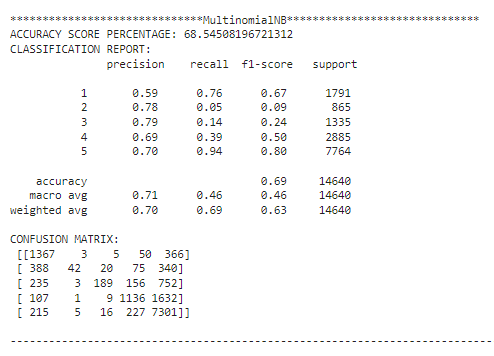 ******************************MultinomialNB******************************
ACCURACY SCORE PERCENTAGE: 68.54508196721312
CLASSIFICATION REPORT:
precision recall f1-score support
1 0.59 0.76 0.67 1791
2 0.78 0.05 0.09 865
3 0.79 0.14 0.24 1335
4 0.69 0.39 0.50 2885
5 0.70 0.94 0.80 7764
accuracy 0.69 14640
macro avg 0.71 0.46 0.46 14640
weighted avg 0.70 0.69 0.63 14640
CONFUSION MATRIX:
[[1367 3 5 50 366]
[ 388 42 20 75 340]
[ 235 3 189 156 752]
[ 107 1 9 1136 1632]
[ 215 5 16 227 7301]]
---------------------------------------------------------------------------